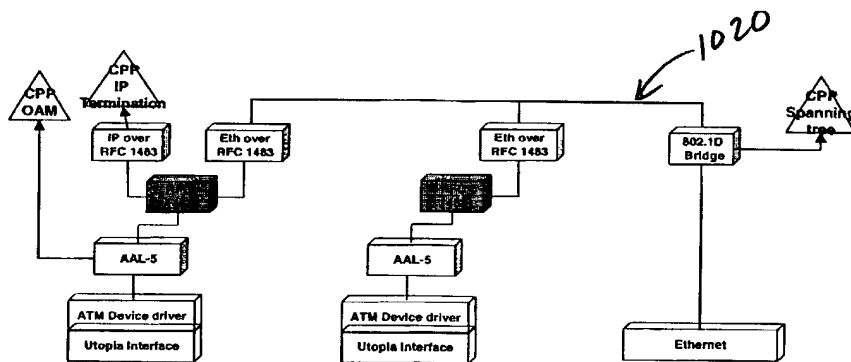 1020
CPP
OAM
CPP
IP
Termination
CPP
Spanning
tree
IP over
RFC 1483
Eth over
RFC 1483
Eth over
RFC 1483
802.1D
Bridge
AAL-5
AAL-5
ATM Device driver
Utopia Interface
ATM Device driver
Utopia Interface
Ethernet